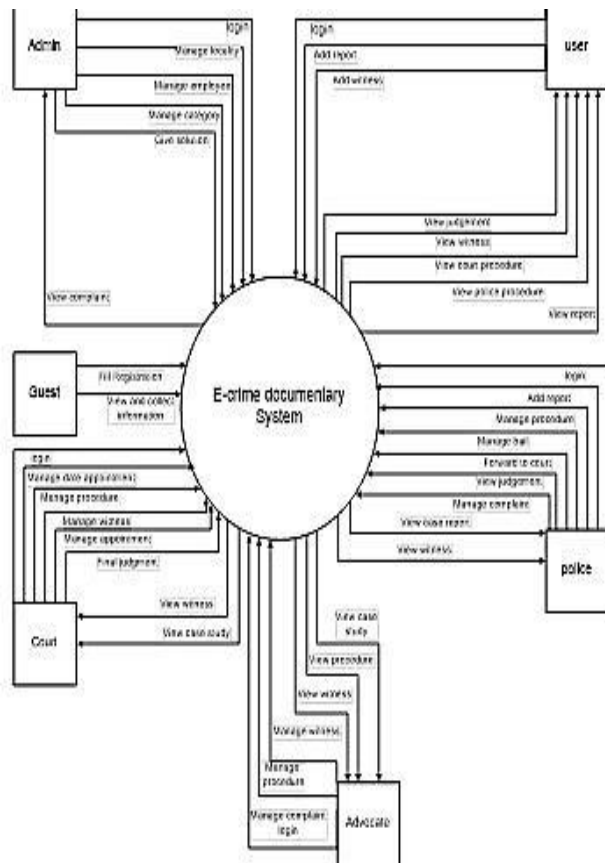 Admin
login
Manage faculty
Manage employee
Manage category
Give solution
View complaint
login
Add report
Add witness
user
View judgement
View witness
View court procedure
View police procedure
View report
Guest
Fill Registration
View and collect
information
E-crime documentary
System
login
Add report
Manage procedure
Manage bail
Forward to court
View judgement
Manage complaint
View case report
View witness
police
login
Manage date appointment
Manage procedure
Manage witness
Manage appointment
Final judgment
View witness
View case study
Court
View case
study
View procedure
View witness
Manage witness
Manage
procedure
Manage complaint
login
Advocate